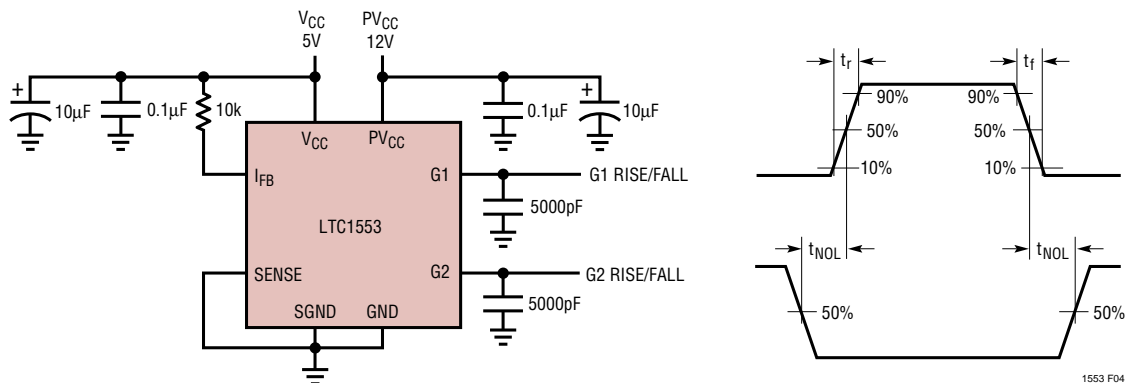 VCC
5V
PVCC
12V
+
10µF
0.1µF
10k
0.1µF
+
10µF
VCC
PVCC
IFB
G1
G1 RISE/FALL
5000pF
LTC1553
SENSE
G2
G2 RISE/FALL
5000pF
SGND
GND
tr
tf
90%
90%
50%
50%
10%
10%
tNOL
tNOL
50%
50%
1553 F04